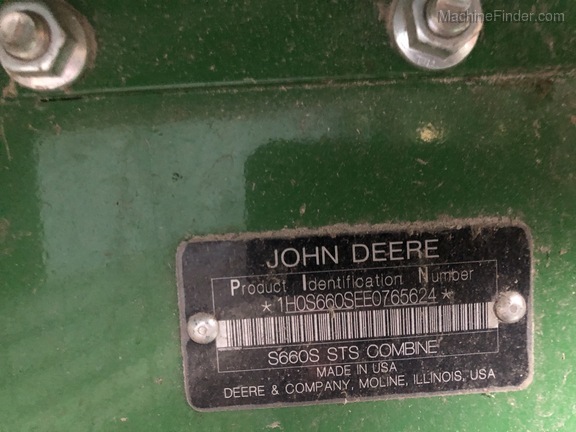 MachineFinder.com
JOHN DEERE
Product Identification Number
*1H0S660SEE0765624*
S660S STS COMBINE
MADE IN USA
DEERE & COMPANY, MOLINE, ILLINOIS, USA